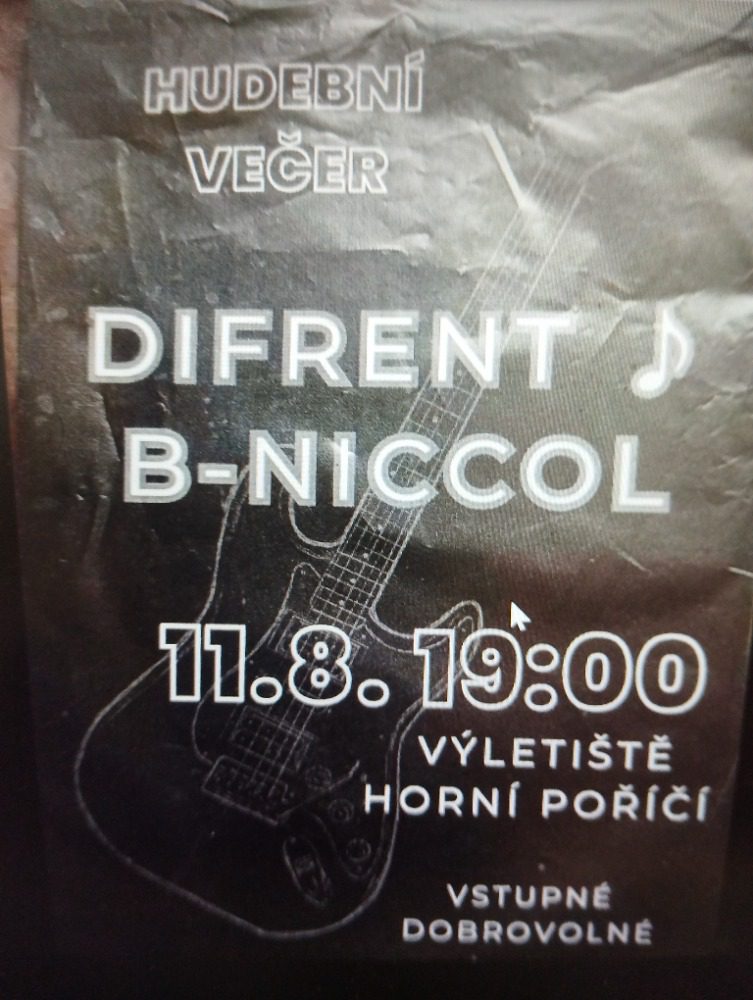 HUDEBNÍ
VEČER
DIFRENT ♪
B-NICCOL
11.8. 19:00
VÝLETIŠTĚ
HORNÍ POŘÍČÍ
VSTUPNÉ
DOBROVOLNÉ